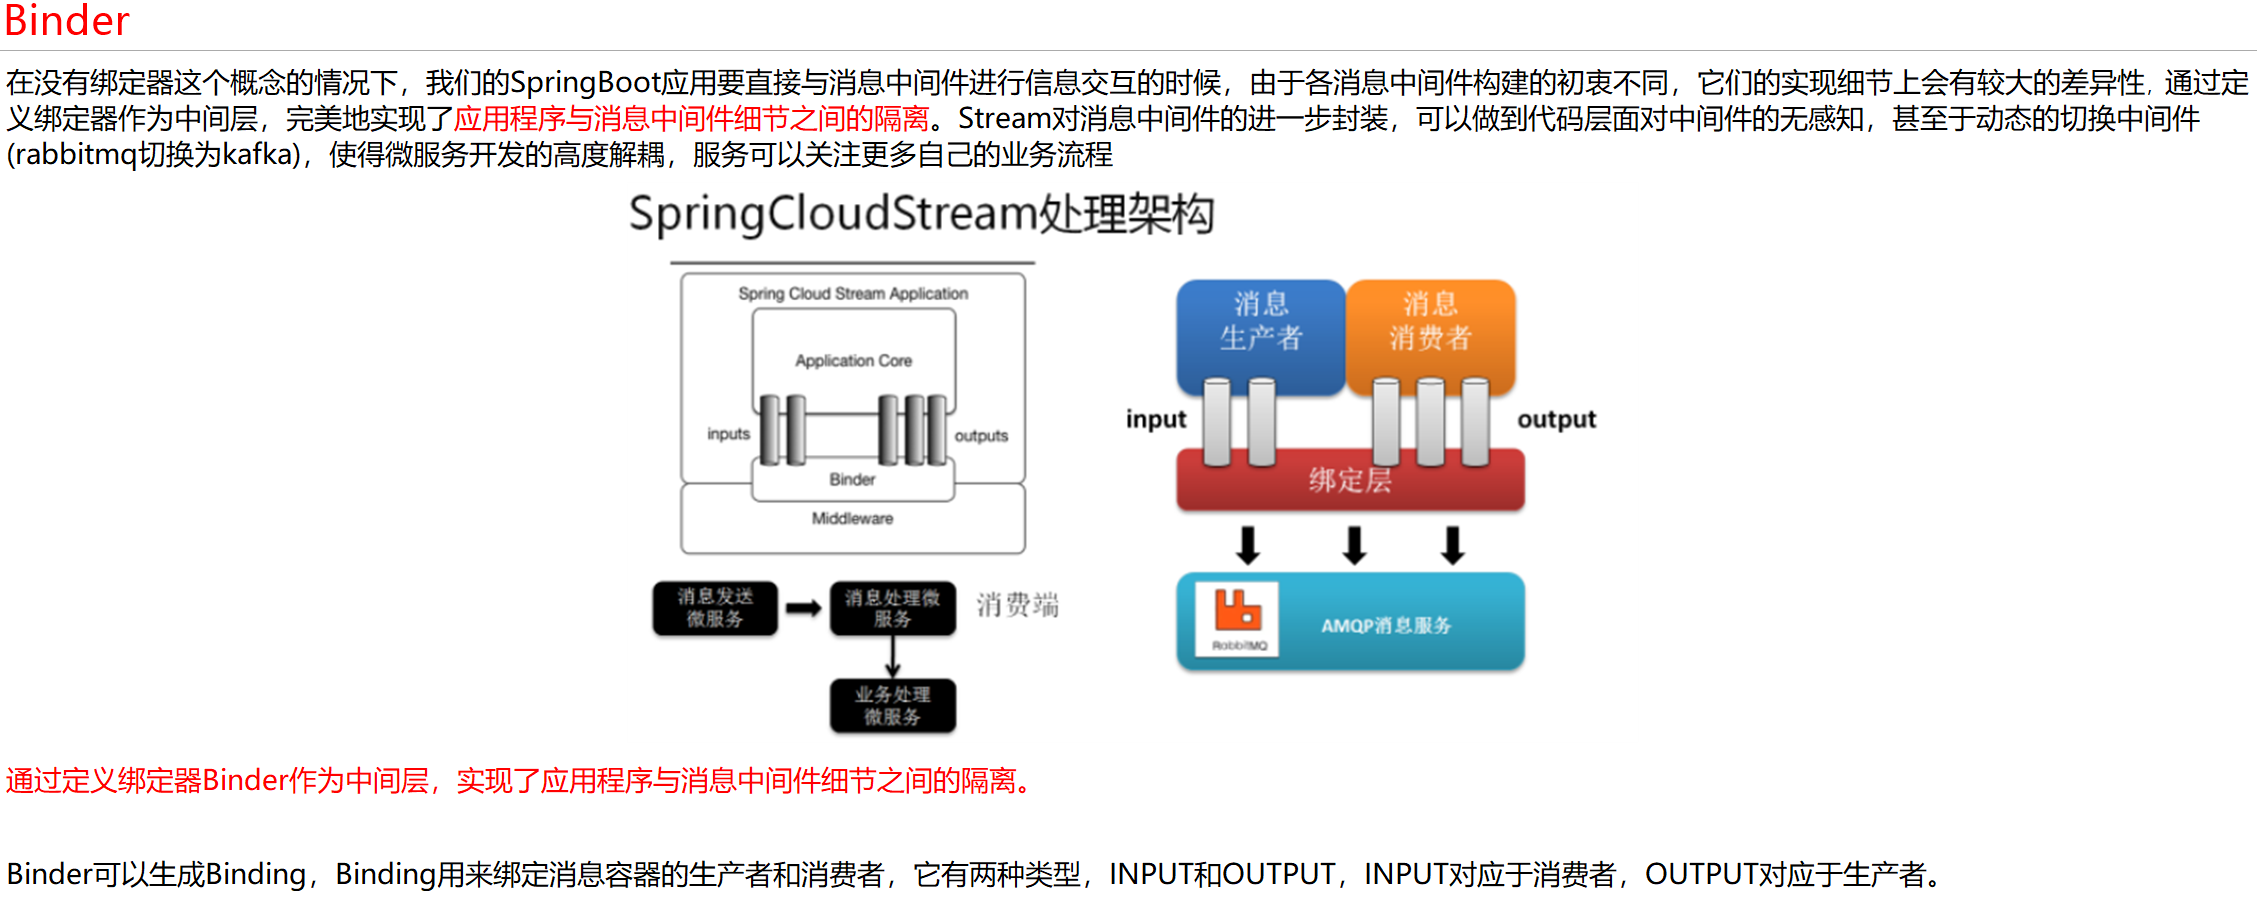 Binder
在没有绑定器这个概念的情况下，我们的SpringBoot应用要直接与消息中间件进行信息交互的时候，由于各消息中间件构建的初衷不同，它们的实现细节上会有较大的差异性，通过定
义绑定器作为中间层，完美地实现了应用程序与消息中间件细节之间的隔离。Stream对消息中间件的进一步封装，可以做到代码层面对中间件的无感知，甚至于动态的切换中间件
(rabbitmq切换为kafka)，使得微服务开发的高度解耦，服务可以关注更多自己的业务流程
SpringCloudStream处理架构
Spring Cloud Stream Application
Application Core
inputs
outputs
Binder
Middleware
消息发送
微服务
消息处理微
服务
消费端
业务处理
微服务
消息
生产者
消息
消费者
input
output
绑定层
RabbitMQ
AMQP消息服务
通过定义绑定器Binder作为中间层，实现了应用程序与消息中间件细节之间的隔离。
Binder可以生成Binding，Binding用来绑定消息容器的生产者和消费者，它有两种类型，INPUT和OUTPUT，INPUT对应于消费者，OUTPUT对应于生产者。